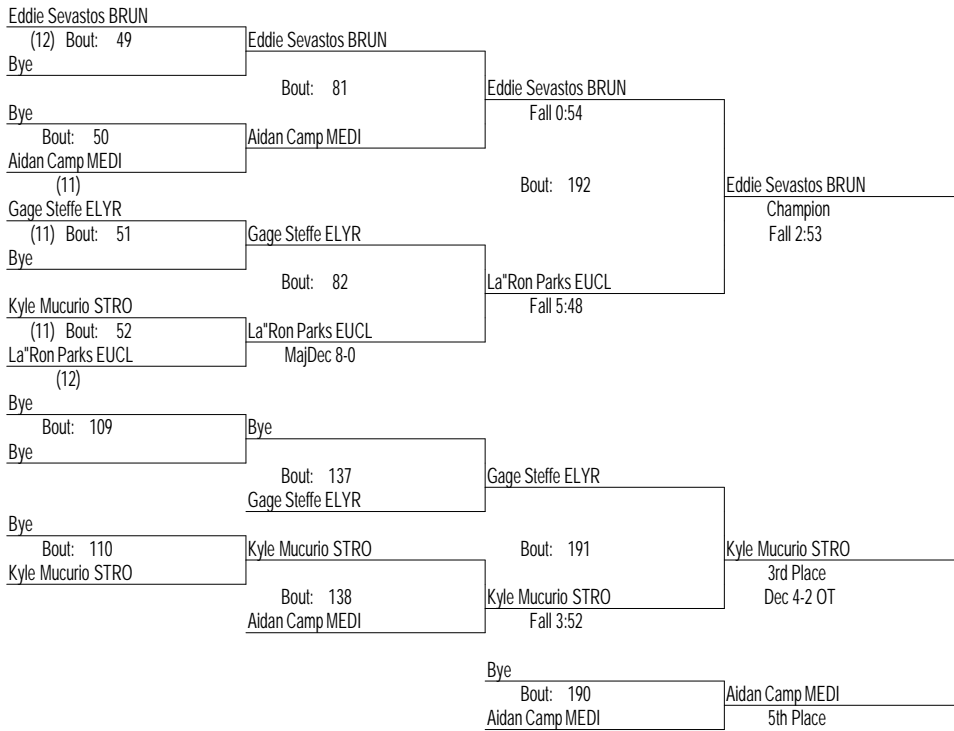 Eddie Sevastos BRUN
(12) Bout: 49
Eddie Sevastos BRUN
Bye
Bout: 81
Eddie Sevastos BRUN
Bye
Fall 0:54
Bout: 50
Aidan Camp MEDI
Aidan Camp MEDI
(11)
Bout: 192
Eddie Sevastos BRUN
Gage Steffe ELYR
Champion
(11) Bout: 51
Gage Steffe ELYR
Fall 2:53
Bye
Bout: 82
La"Ron Parks EUCL
Kyle Mucurio STRO
Fall 5:48
(11) Bout: 52
La"Ron Parks EUCL
La"Ron Parks EUCL
MajDec 8-0
(12)
Bye
Bout: 109
Bye
Bye
Bout: 137
Gage Steffe ELYR
Gage Steffe ELYR
Bye
Bout: 110
Kyle Mucurio STRO
Bout: 191
Kyle Mucurio STRO
Kyle Mucurio STRO
3rd Place
Bout: 138
Kyle Mucurio STRO
Dec 4-2 OT
Aidan Camp MEDI
Fall 3:52
Bye
Bout: 190
Aidan Camp MEDI
Aidan Camp MEDI
5th Place